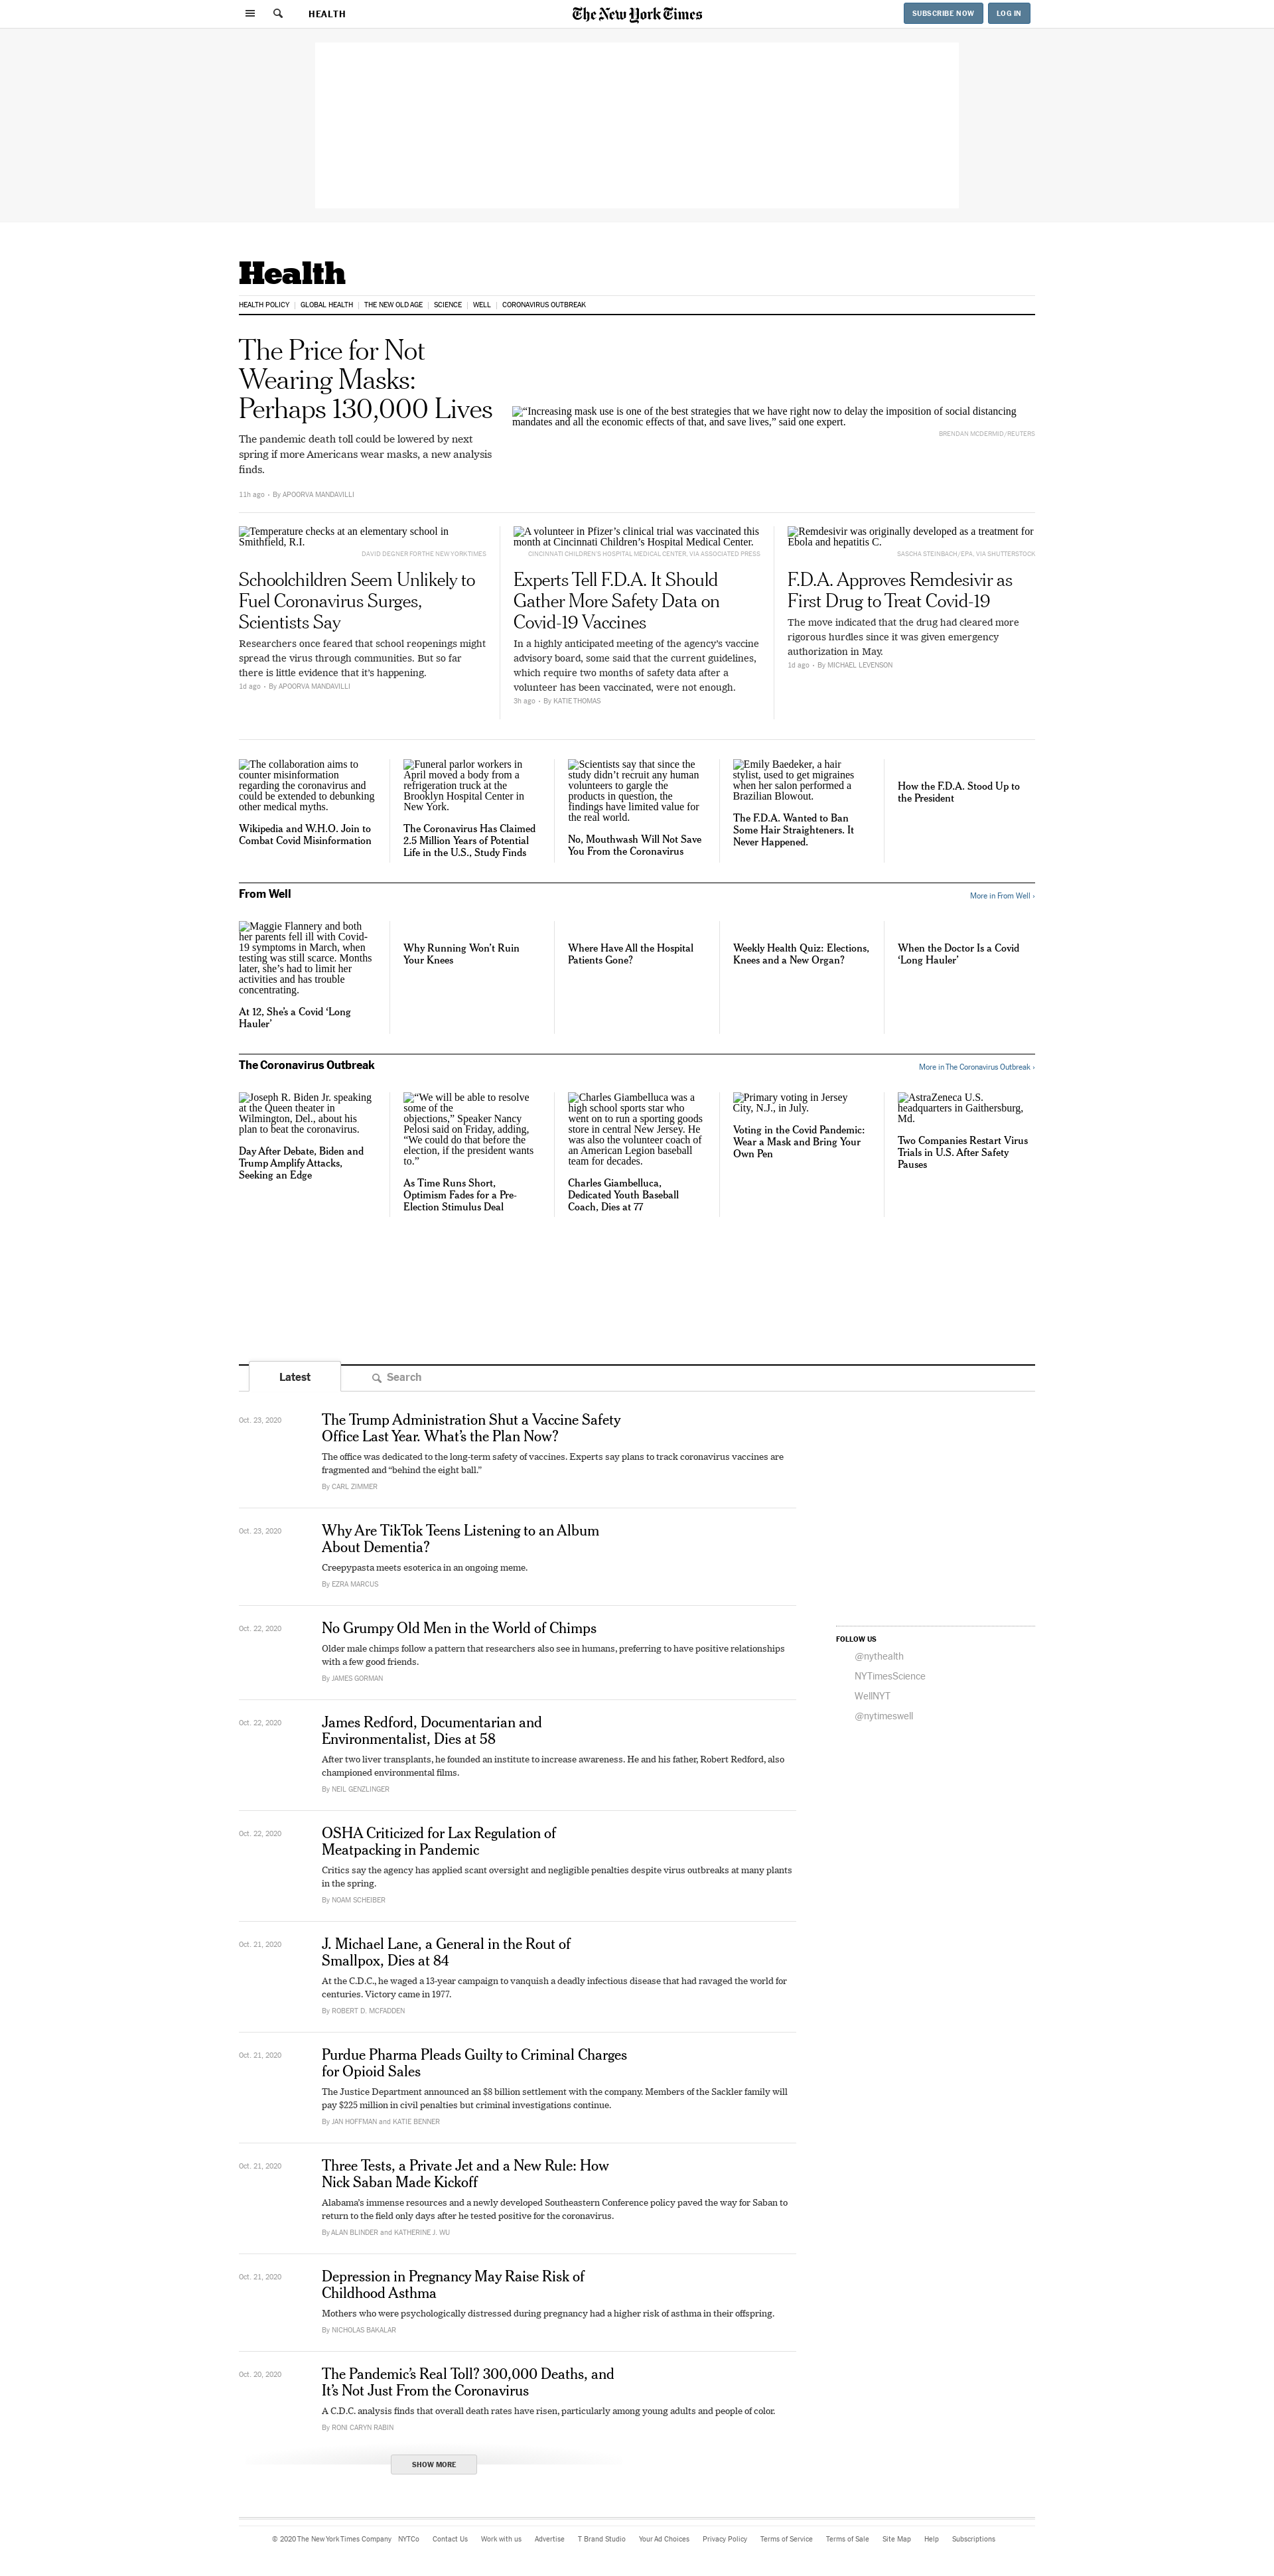 HEALTH
The New York Times
SUBSCRIBE NOW
LOG IN
Health
HEALTH POLICY
GLOBAL HEALTH
THE NEW OLD AGE
SCIENCE
WELL
CORONAVIRUS OUTBREAK
The Price for Not
Wearing Masks:
Perhaps 130,000 Lives
The pandemic death toll could be lowered by next
spring if more Americans wear masks, a new analysis
finds.
11h ago • By APOORVA MANDAVILLI
“Increasing mask use is one of the best strategies that we have right now to delay the imposition of social distancing
mandates and all the economic effects of that, and save lives,” said one expert.
BRENDAN MCDERMID/REUTERS
Temperature checks at an elementary school in
Smithfield, R.I.
DAVID DEGNER FOR THE NEW YORK TIMES
Schoolchildren Seem Unlikely to
Fuel Coronavirus Surges,
Scientists Say
Researchers once feared that school reopenings might
spread the virus through communities. But so far
there is little evidence that it’s happening.
1d ago • By APOORVA MANDAVILLI
A volunteer in Pfizer’s clinical trial was vaccinated this
month at Cincinnati Children’s Hospital Medical Center.
CINCINNATI CHILDREN’S HOSPITAL MEDICAL CENTER, VIA ASSOCIATED PRESS
Experts Tell F.D.A. It Should
Gather More Safety Data on
Covid-19 Vaccines
In a highly anticipated meeting of the agency’s vaccine
advisory board, some said that the current guidelines,
which require two months of safety data after a
volunteer has been vaccinated, were not enough.
3h ago • By KATIE THOMAS
Remdesivir was originally developed as a treatment for
Ebola and hepatitis C.
SASCHA STEINBACH/EPA, VIA SHUTTERSTOCK
F.D.A. Approves Remdesivir as
First Drug to Treat Covid-19
The move indicated that the drug had cleared more
rigorous hurdles since it was given emergency
authorization in May.
1d ago • By MICHAEL LEVENSON
The collaboration aims to
counter misinformation
regarding the coronavirus and
could be extended to debunking
other medical myths.
Wikipedia and W.H.O. Join to
Combat Covid Misinformation
Funeral parlor workers in
April moved a body from a
refrigeration truck at the
Brooklyn Hospital Center in
New York.
The Coronavirus Has Claimed
2.5 Million Years of Potential
Life in the U.S., Study Finds
Scientists say that since the
study didn’t recruit any human
volunteers to gargle the
products in question, the
findings have limited value for
the real world.
No, Mouthwash Will Not Save
You From the Coronavirus
Emily Baedeker, a hair
stylist, used to get migraines
when her salon performed a
Brazilian Blowout.
The F.D.A. Wanted to Ban
Some Hair Straighteners. It
Never Happened.
How the F.D.A. Stood Up to
the President
From Well
More in From Well ›
Maggie Flannery and both
her parents fell ill with Covid-
19 symptoms in March, when
testing was still scarce. Months
later, she’s had to limit her
activities and has trouble
concentrating.
At 12, She’s a Covid ‘Long
Hauler’
Why Running Won’t Ruin
Your Knees
Where Have All the Hospital
Patients Gone?
Weekly Health Quiz: Elections,
Knees and a New Organ?
When the Doctor Is a Covid
‘Long Hauler’
The Coronavirus Outbreak
More in The Coronavirus Outbreak ›
Joseph R. Biden Jr. speaking
at the Queen theater in
Wilmington, Del., about his
plan to beat the coronavirus.
Day After Debate, Biden and
Trump Amplify Attacks,
Seeking an Edge
“We will be able to resolve
some of the
objections,” Speaker Nancy
Pelosi said on Friday, adding,
“We could do that before the
election, if the president wants
to.”
As Time Runs Short,
Optimism Fades for a Pre-
Election Stimulus Deal
Charles Giambelluca was a
high school sports star who
went on to run a sporting goods
store in central New Jersey. He
was also the volunteer coach of
an American Legion baseball
team for decades.
Charles Giambelluca,
Dedicated Youth Baseball
Coach, Dies at 77
Primary voting in Jersey
City, N.J., in July.
Voting in the Covid Pandemic:
Wear a Mask and Bring Your
Own Pen
AstraZeneca U.S.
headquarters in Gaithersburg,
Md.
Two Companies Restart Virus
Trials in U.S. After Safety
Pauses
Latest
Search
Oct. 23, 2020
The Trump Administration Shut a Vaccine Safety
Office Last Year. What’s the Plan Now?
The office was dedicated to the long-term safety of vaccines. Experts say plans to track coronavirus vaccines are
fragmented and “behind the eight ball.”
By CARL ZIMMER
Oct. 23, 2020
Why Are TikTok Teens Listening to an Album
About Dementia?
Creepypasta meets esoterica in an ongoing meme.
By EZRA MARCUS
Oct. 22, 2020
No Grumpy Old Men in the World of Chimps
Older male chimps follow a pattern that researchers also see in humans, preferring to have positive relationships
with a few good friends.
By JAMES GORMAN
Oct. 22, 2020
James Redford, Documentarian and
Environmentalist, Dies at 58
After two liver transplants, he founded an institute to increase awareness. He and his father, Robert Redford, also
championed environmental films.
By NEIL GENZLINGER
Oct. 22, 2020
OSHA Criticized for Lax Regulation of
Meatpacking in Pandemic
Critics say the agency has applied scant oversight and negligible penalties despite virus outbreaks at many plants
in the spring.
By NOAM SCHEIBER
Oct. 21, 2020
J. Michael Lane, a General in the Rout of
Smallpox, Dies at 84
At the C.D.C., he waged a 13-year campaign to vanquish a deadly infectious disease that had ravaged the world for
centuries. Victory came in 1977.
By ROBERT D. MCFADDEN
Oct. 21, 2020
Purdue Pharma Pleads Guilty to Criminal Charges
for Opioid Sales
The Justice Department announced an $8 billion settlement with the company. Members of the Sackler family will
pay $225 million in civil penalties but criminal investigations continue.
By JAN HOFFMAN and KATIE BENNER
Oct. 21, 2020
Three Tests, a Private Jet and a New Rule: How
Nick Saban Made Kickoff
Alabama’s immense resources and a newly developed Southeastern Conference policy paved the way for Saban to
return to the field only days after he tested positive for the coronavirus.
By ALAN BLINDER and KATHERINE J. WU
Oct. 21, 2020
Depression in Pregnancy May Raise Risk of
Childhood Asthma
Mothers who were psychologically distressed during pregnancy had a higher risk of asthma in their offspring.
By NICHOLAS BAKALAR
Oct. 20, 2020
The Pandemic’s Real Toll? 300,000 Deaths, and
It’s Not Just From the Coronavirus
A C.D.C. analysis finds that overall death rates have risen, particularly among young adults and people of color.
By RONI CARYN RABIN
SHOW MORE
FOLLOW US
@nythealth
NYTimesScience
WellNYT
@nytimeswell
© 2020 The New York Times Company
NYTCo
Contact Us
Work with us
Advertise
T Brand Studio
Your Ad Choices
Privacy Policy
Terms of Service
Terms of Sale
Site Map
Help
Subscriptions